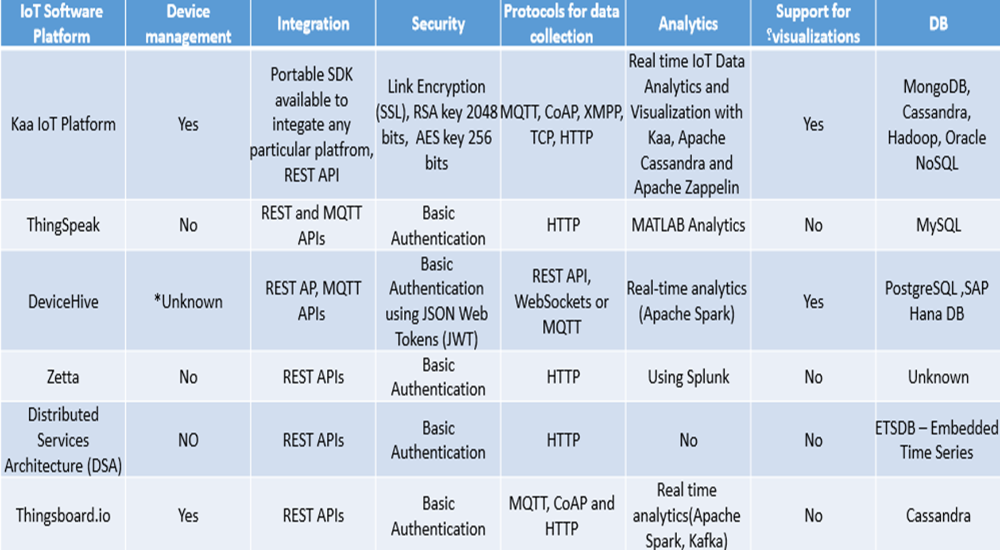 IoT Software
Platform
Device
management
Integration
Security
Protocols for data
collection
Analytics
Support for
؟visualizations
DB
Kaa IoT Platform
Yes
Portable SDK
available to
integate any
particular platfrom,
REST API
Link Encryption
(SSL), RSA key 2048
bits, AES key 256
bits
MQTT, CoAP, XMPP,
TCP, HTTP
Real time IoT Data
Analytics and
Visualization with
Kaa, Apache
Cassandra and
Apache Zappelin
Yes
MongoDB,
Cassandra,
Hadoop, Oracle
NoSQL
ThingSpeak
No
REST and MQTT
APIs
Basic
Authentication
HTTP
MATLAB Analytics
No
MySQL
DeviceHive
*Unknown
REST AP, MQTT
APIs
Basic
Authentication
using JSON Web
Tokens (JWT)
REST API,
WebSockets or
MQTT
Real-time analytics
(Apache Spark)
Yes
PostgreSQL ,SAP
Hana DB
Zetta
No
REST APIs
Basic
Authentication
HTTP
Using Splunk
No
Unknown
Distributed
Services
Architecture (DSA)
NO
REST APIs
Basic
Authentication
HTTP
No
No
ETSDB – Embedded
Time Series
Thingsboard.io
Yes
REST APIs
Basic
Authentication
MQTT, CoAP and
HTTP
Real time
analytics(Apache
Spark, Kafka)
No
Cassandra